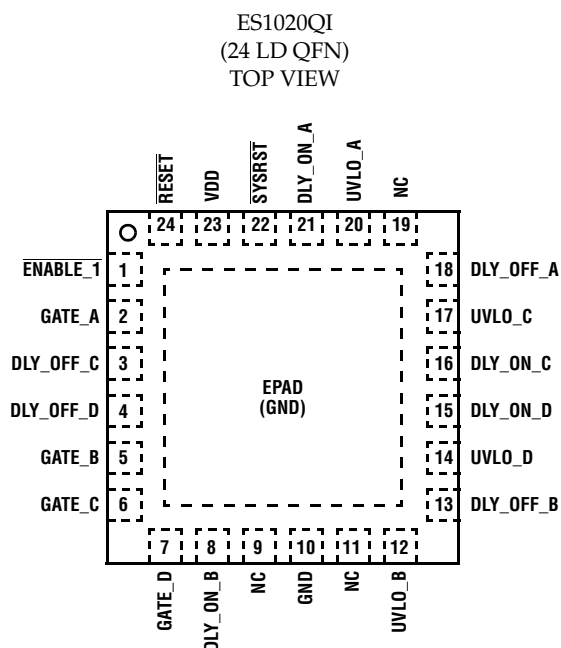 ES1020QI
(24 LD QFN)
TOP VIEW
RESET
VDD
SYSRST
DLY_ON_A
UVLO_A
NC
24
23
22
21
20
19
ENABLE_1
1
18
DLY_OFF_A
GATE_A
2
17
UVLO_C
DLY_OFF_C
3
16
DLY_ON_C
EPAD
(GND)
DLY_OFF_D
4
15
DLY_ON_D
GATE_B
5
14
UVLO_D
GATE_C
6
13
DLY_OFF_B
7
8
9
10
11
12
GATE_D
DLY_ON_B
NC
GND
NC
UVLO_B